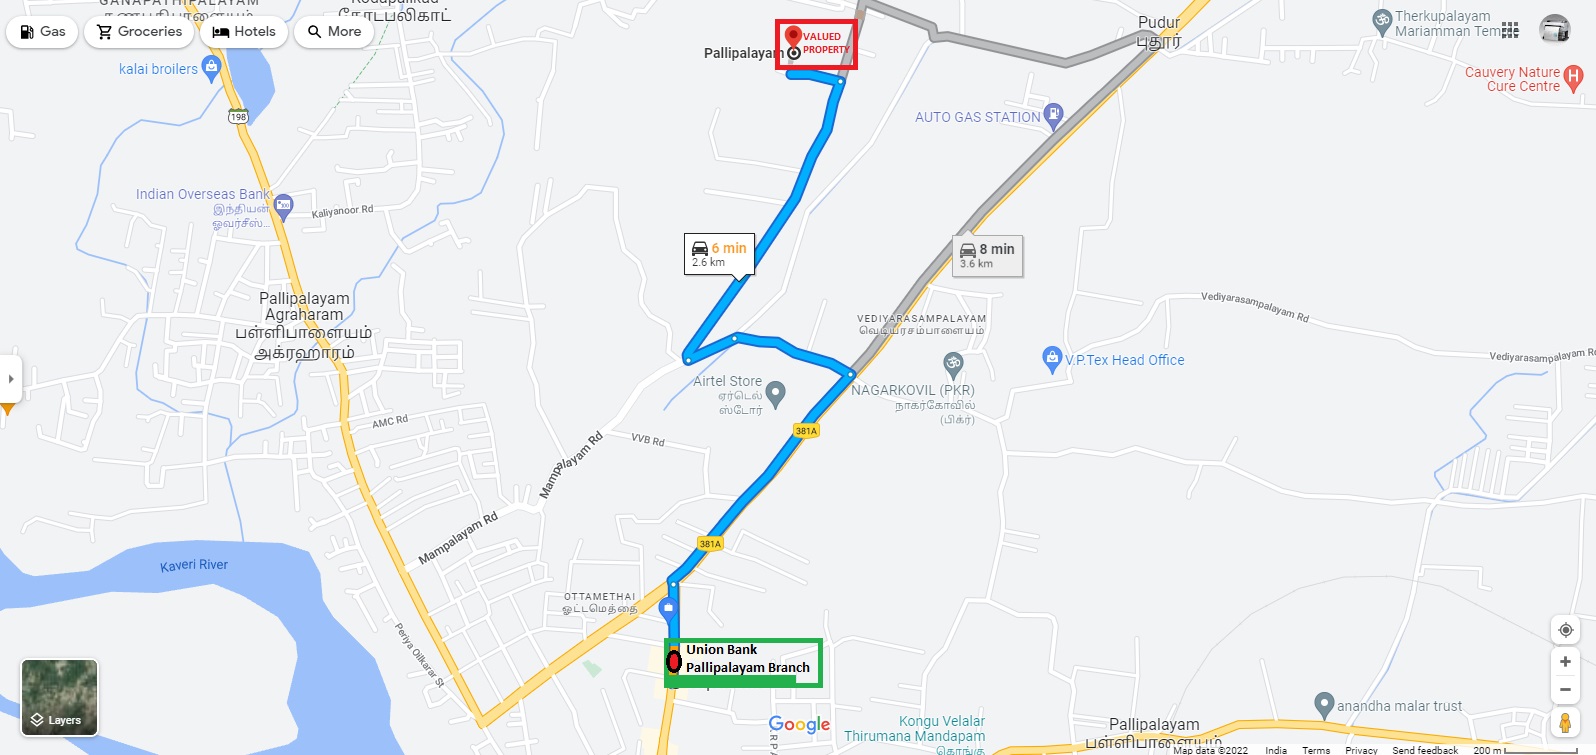 GANAPATHIPALAYAM
Gas
Groceries
Hotels
More
kalai broilers
198
Pallipalayam
VALUED
PROPERTY
Pudur
புதூர்
Therkupalayam
Mariamman Tem
Cauvery Nature
Cure Centre
AUTO GAS STATION
Indian Overseas Bank
இந்தியன்
ஓவர்சீஸ்...
Kaliyanoor Rd
6 min
2.6 km
8 min
3.6 km
Pallipalayam
Agraharam
பள்ளிபாளையம்
அக்ரஹாரம்
VEDIYARASAMPALAYAM
வெடியரசம்பாளையம்
Vediyarasampalayam Rd
Vediyarasampalayam Rd
V.P.Tex Head Office
Airtel Store
ஏர்டெல்
ஸ்டோர்
NAGARKOVIL (PKR)
நாகர்கோவில்
(பிகர்)
AMC Rd
VVB Rd
381A
Mampalayam Rd
Mampalayam Rd
381A
Kaveri River
OTTAMETHAI
ஓட்டமெத்தை
Periya Oilkarar St
Union Bank
Pallipalayam Branch
Layers
Google
Kongu Velalar
Thirumana Mandapam
கொங்கு
Pallipalayam
பள்ளிபாளையம்
anandha malar trust
Map data ©2022
India
Terms
Privacy
Send feedback
200 m